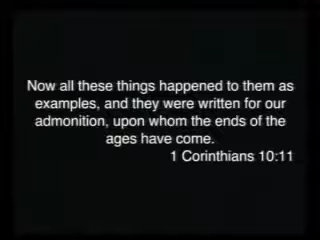 Now all these things happened to them as
examples, and they were written for our
admonition, upon whom the ends of the
ages have come.
1 Corinthians 10:11